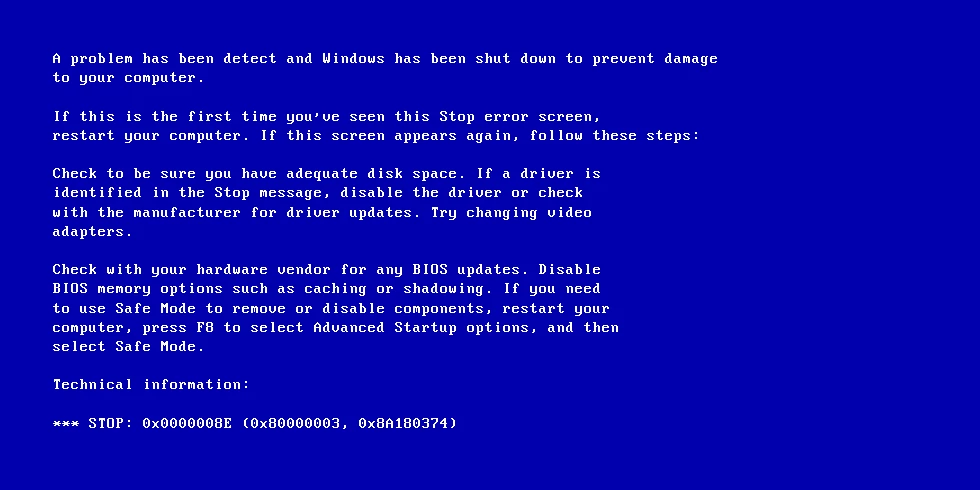 A problem has been detect and Windows has been shut down to prevent damage
to your computer.
If this is the first time you've seen this Stop error screen,
restart your computer. If this screen appears again, follow these steps:
Check to be sure you have adequate disk space. If a driver is
identified in the Stop message, disable the driver or check
with the manufacturer for driver updates. Try changing video
adapters.
Check with your hardware vendor for any BIOS updates. Disable
BIOS memory options such as caching or shadowing. If you need
to use Safe Mode to remove or disable components, restart your
computer, press F8 to select Advanced Startup options, and then
select Safe Mode.
Technical information:
*** STOP: 0x0000008E (0x80000003, 0x8A180374)